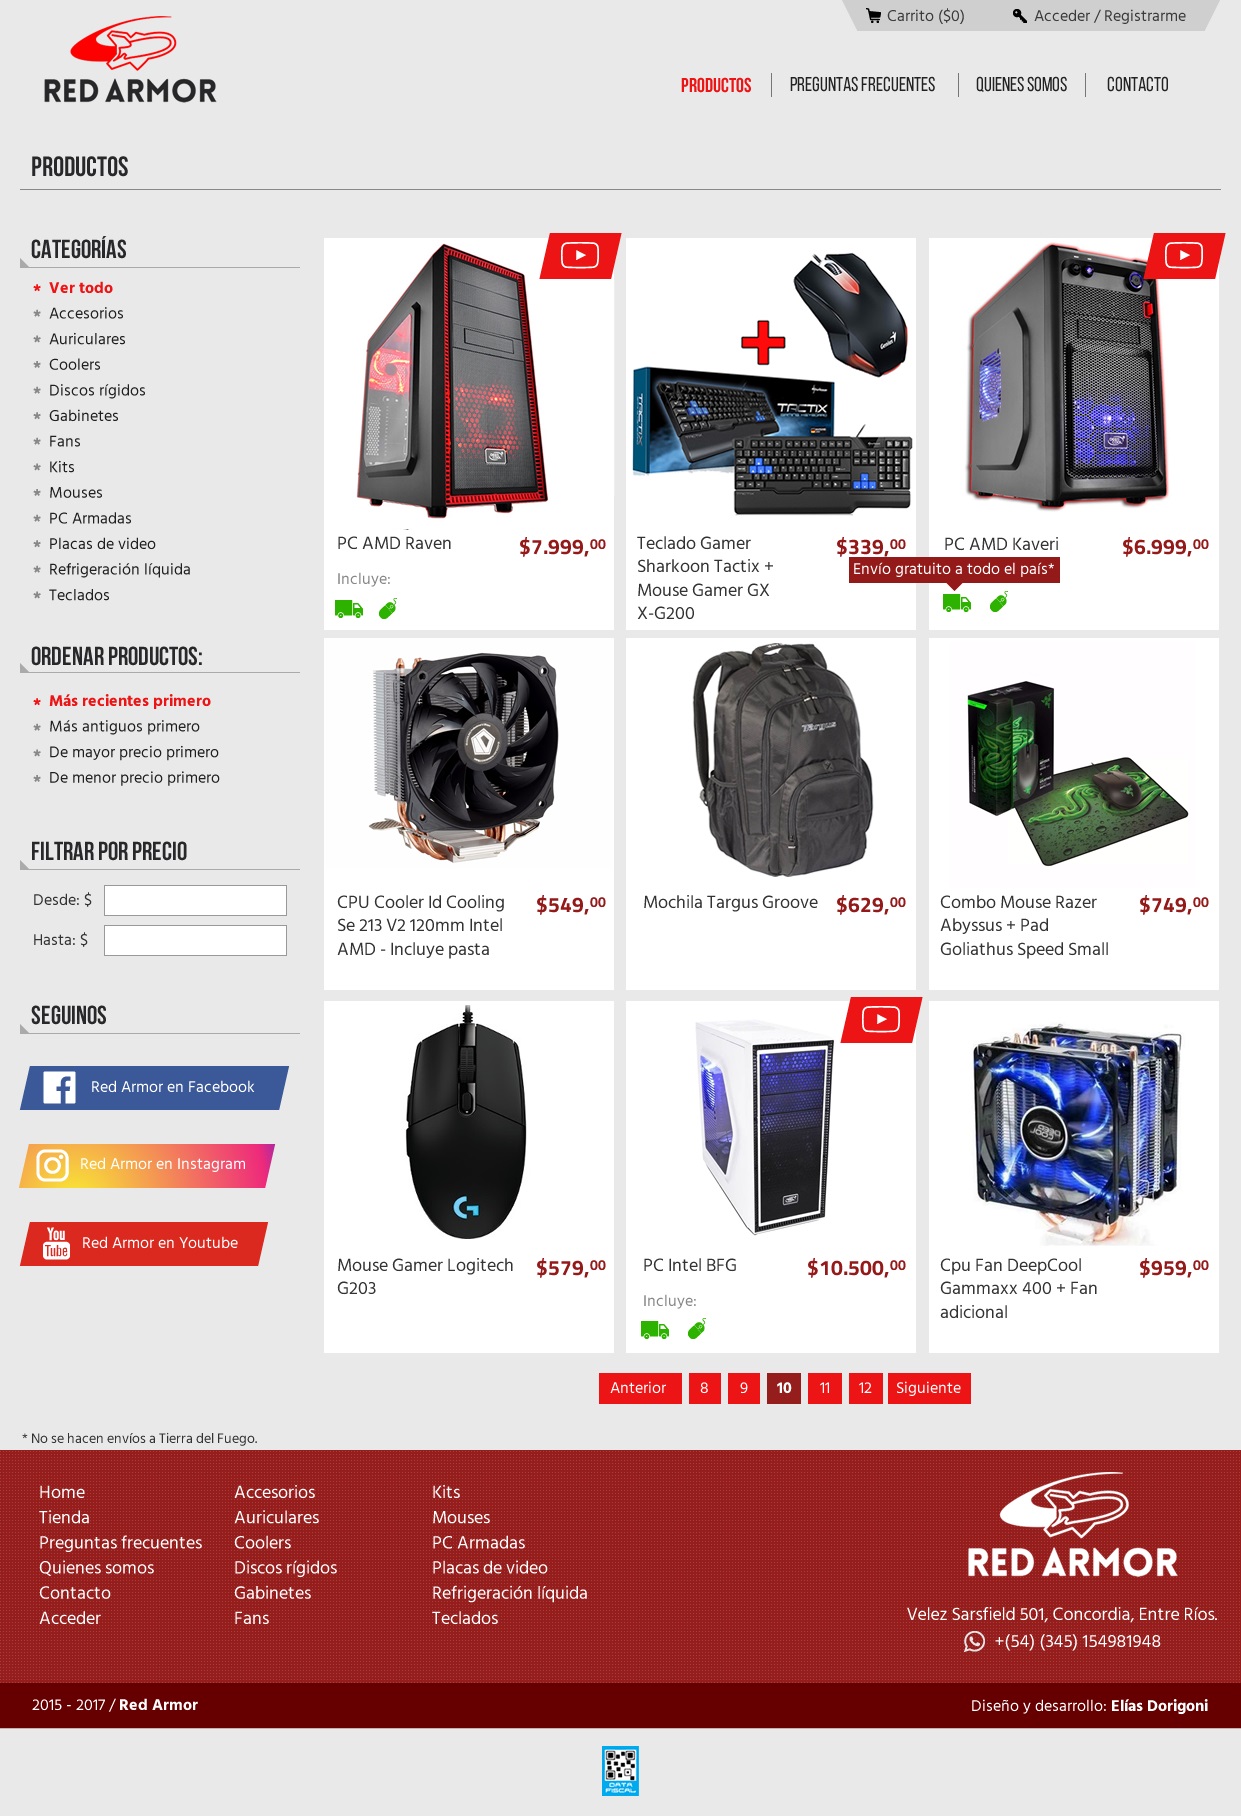 Carrito ($0)
Acceder / Registrarme
RED ARMOR
PRODUCTOS
PREGUNTAS FRECUENTES
QUIENES SOMOS
CONTACTO
PRODUCTOS
CATEGORÍAS
* Ver todo
* Accesorios
* Auriculares
* Coolers
* Discos rígidos
* Gabinetes
* Fans
* Kits
* Mouses
* PC Armadas
* Placas de video
* Refrigeración líquida
* Teclados
ORDENAR PRODUCTOS:
* Más recientes primero
* Más antiguos primero
* De mayor precio primero
* De menor precio primero
FILTRAR POR PRECIO
Desde: $
Hasta: $
SEGUINOS
Red Armor en Facebook
Red Armor en Instagram
You
Tube
Red Armor en Youtube
PC AMD Raven
$7.999,00
Incluye:
Genius
TACTIX
TACTIX
Teclado Gamer
Sharkoon Tactix +
Mouse Gamer GX
X-G200
$339,00
PC AMD Kaveri
$6.999,00
Envío gratuito a todo el país*
CPU Cooler Id Cooling
Se 213 V2 120mm Intel
AMD - Incluye pasta
$549,00
Targus
Mochila Targus Groove
$629,00
Combo Mouse Razer
Abyssus + Pad
Goliathus Speed Small
$749,00
G
Mouse Gamer Logitech
G203
$579,00
PC Intel BFG
$10.500,00
Incluye:
DEEP
COOL
Cpu Fan DeepCool
Gammaxx 400 + Fan
adicional
$959,00
Anterior
8
9
10
11
12
Siguiente
* No se hacen envíos a Tierra del Fuego.
Home
Tienda
Preguntas frecuentes
Quienes somos
Contacto
Acceder
Accesorios
Auriculares
Coolers
Discos rígidos
Gabinetes
Fans
Kits
Mouses
PC Armadas
Placas de video
Refrigeración líquida
Teclados
RED ARMOR
Velez Sarsfield 501, Concordia, Entre Ríos.
+(54) (345) 154981948
2015 - 2017 / Red Armor
Diseño y desarrollo: Elías Dorigoni
DATA
FISCAL